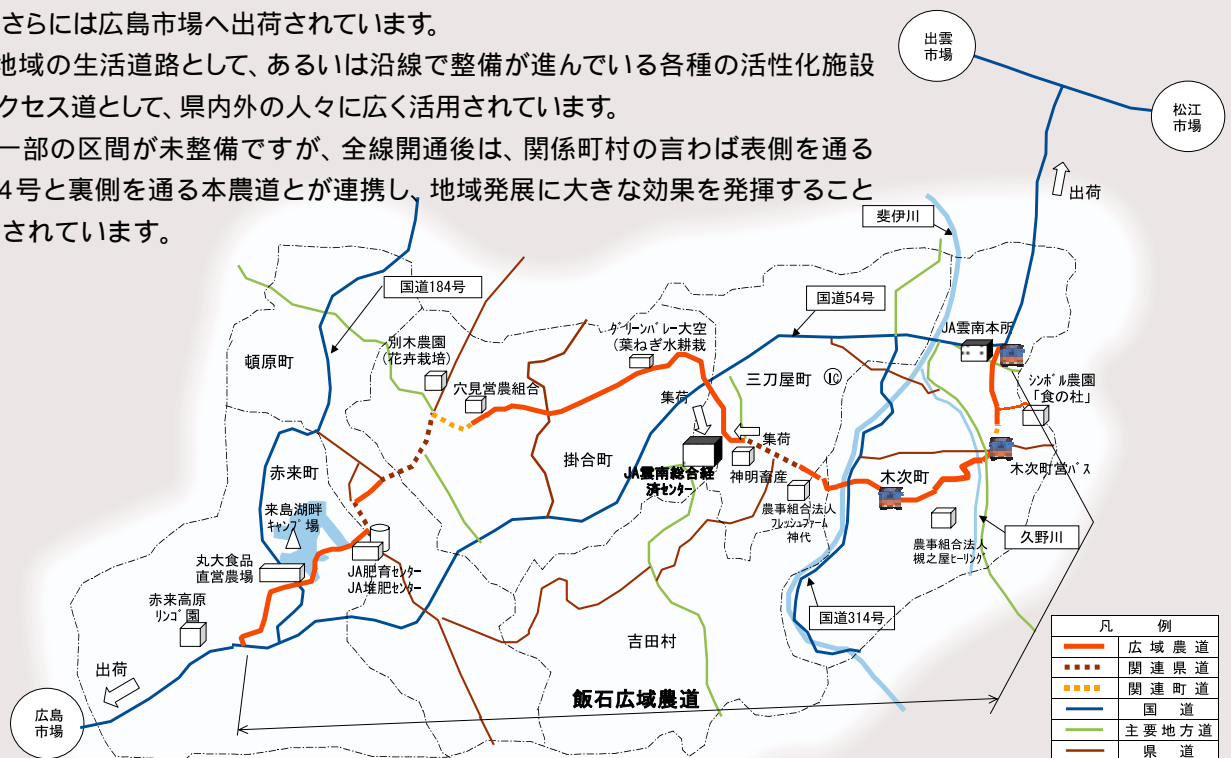 さらには広島市場へ出荷されています。
地域の生活道路として、あるいは沿線で整備が進んでいる各種の活性化施設
クセス道として、県内外の人々に広く活用されています。
一部の区間が未整備ですが、全線開通後は、関係町村の言わば表側を通る
4号と裏側を通る本農道とが連携し、地域発展に大きな効果を発揮すること
されています。
出雲
市場
松江
市場
出荷
斐伊川
国道184号
国道54号
JA雲南本所
頓原町
別木農園
(花卉栽培)
グリーンバレー大空
(葉ねぎ水耕栽
三刀屋町
IC
シンボル農園
「食の杜」
穴見営農組合
集荷
集荷
赤来町
掛合町
JA雲南総合経
済センター
神明畜産
木次町
木次町営バス
来島湖畔
キャンプ場
農事組合法人
フレッシュファーム
神代
丸大食品
直営農場
JA肥育センター
JA堆肥センター
農事組合法人
槻之屋ヒーリング
久野川
赤来高原
リンゴ園
国道314号
吉田村
出荷
飯石広域農道
広島
市場
凡 例
広域農道
関連県道
関連町道
国道
主要地方道
県道